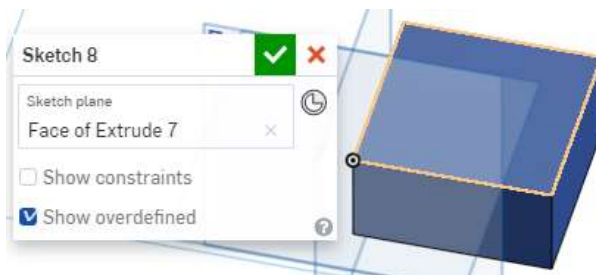 Sketch 8
Sketch plane
Face of Extrude 7
Show constraints
Show overdefined